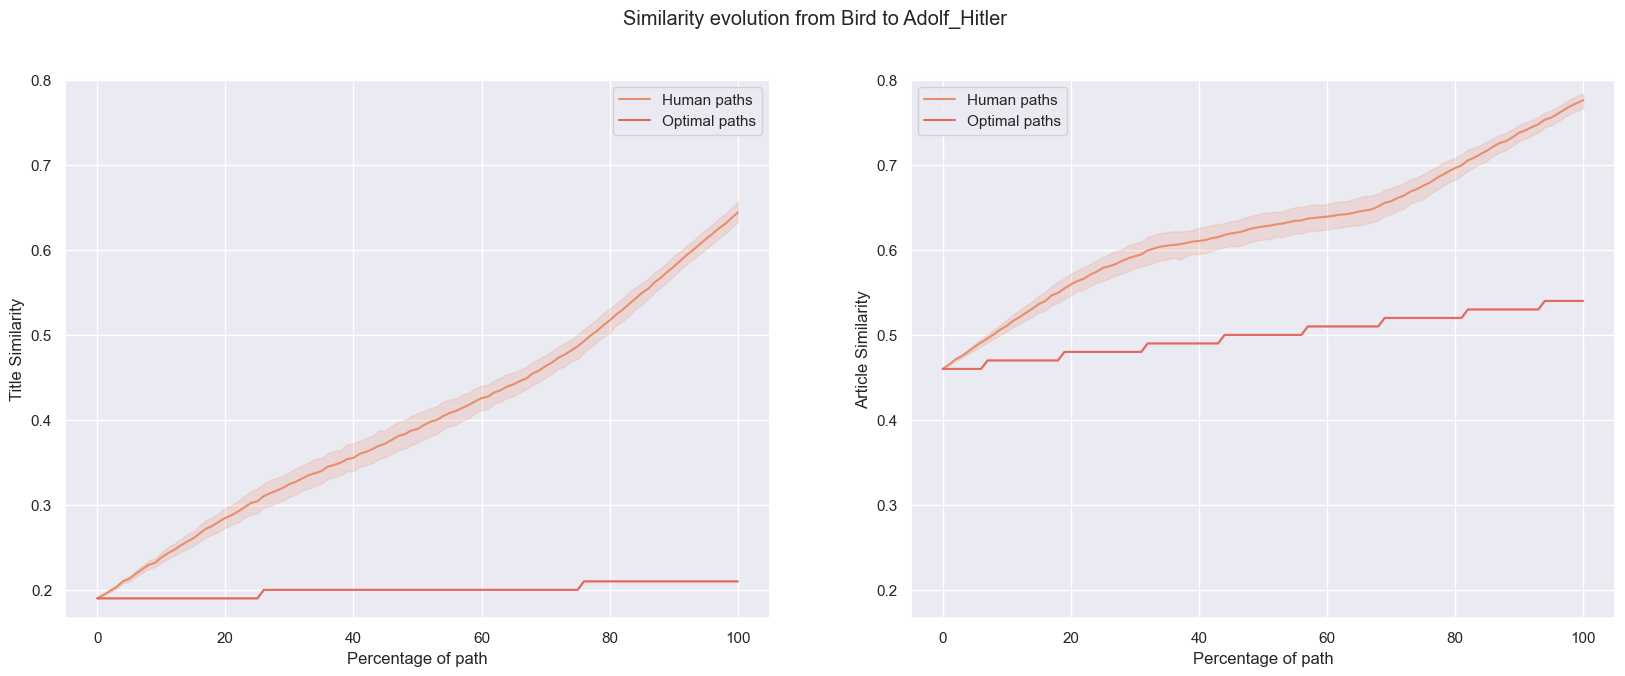 Similarity evolution from Bird to Adolf_Hitler
Title Similarity
0.8
0.7
0.6
0.5
0.4
0.3
0.2
Human paths
Optimal paths
0 20 40 60 80 100
Percentage of path
Article Similarity
0.8
0.7
0.6
0.5
0.4
0.3
0.2
Human paths
Optimal paths
0 20 40 60 80 100
Percentage of path